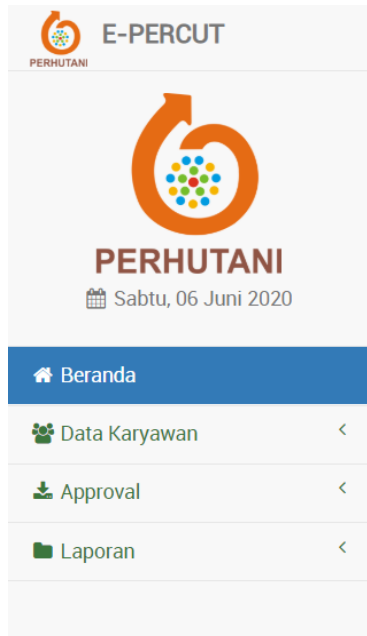 E-PERCUT
PERHUTANI
PERHUTANI
Sabtu, 06 Juni 2020
Beranda
Data Karyawan
Approval
Laporan